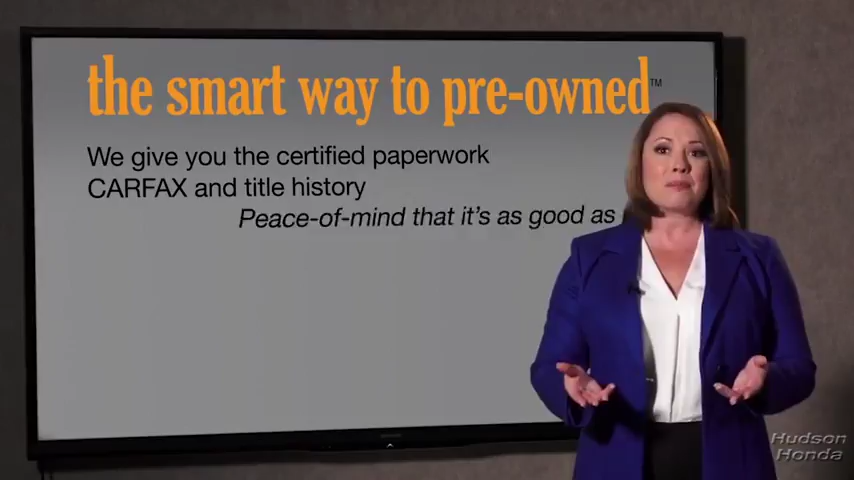 the smart way to pre-owned™
We give you the certified paperwork
CARFAX and title history
Peace-of-mind that it's as good as
Hudson
Honda